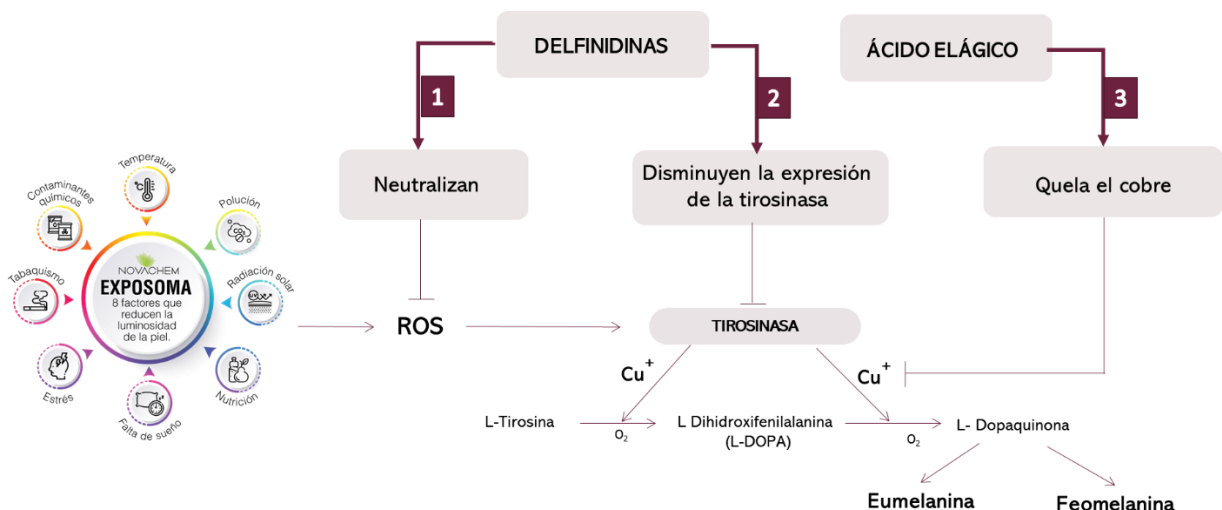 DELFINIDINAS
ÁCIDO ELÁGICO
1
2
3
Neutralizan
Disminuyen la expresión
de la tirosinasa
Quela el cobre
Temperatura
°C
Contaminantes
químicos
Polución
CO2
Tabaquismo
Radiación solar
UV
NOVACHEM
EXPOSOMA
8 factores que
reducen la
luminosidad
de la piel.
Estrés
Nutrición
Falta de sueño
ROS
TIROSINASA
Cu+
Cu+
L-Tirosina
O2
L Dihidroxifenilalanina
(L-DOPA)
O2
L- Dopaquinona
Eumelanina
Feomelanina